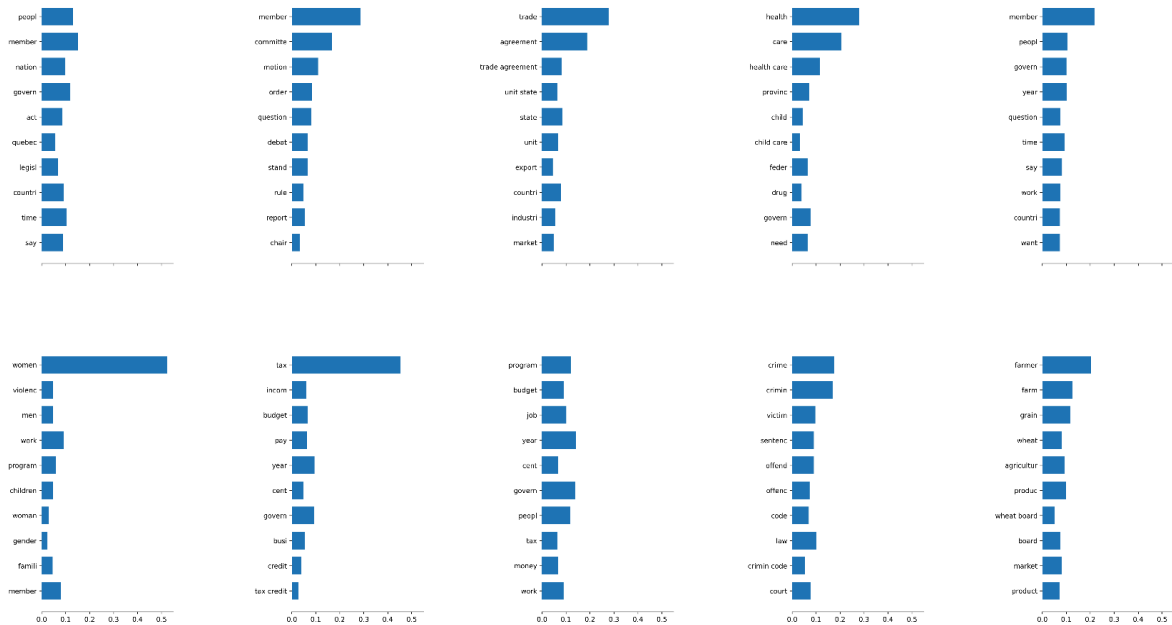 peopl
member
nation
govern
act
quebec
legisl
countri
time
say
member
committe
motion
order
question
debat
stand
rule
report
chair
trade
agreement
trade agreement
unit state
state
unit
export
countri
industri
market
health
care
health care
provinc
child
child care
feder
drug
govern
need
member
peopl
govern
year
question
time
say
work
countri
want
women
violenc
men
work
program
children
woman
gender
famili
member
0.0 0.1 0.2 0.3 0.4 0.5
tax
incom
budget
pay
year
cent
govern
busi
credit
tax credit
0.0 0.1 0.2 0.3 0.4 0.5
program
budget
job
year
cent
govern
peopl
tax
money
work
0.0 0.1 0.2 0.3 0.4 0.5
crime
crimin
victim
sentenc
offend
offenc
code
law
crimin code
court
0.0 0.1 0.2 0.3 0.4 0.5
farmer
farm
grain
wheat
agricultur
produc
wheat board
board
market
product
0.0 0.1 0.2 0.3 0.4 0.5